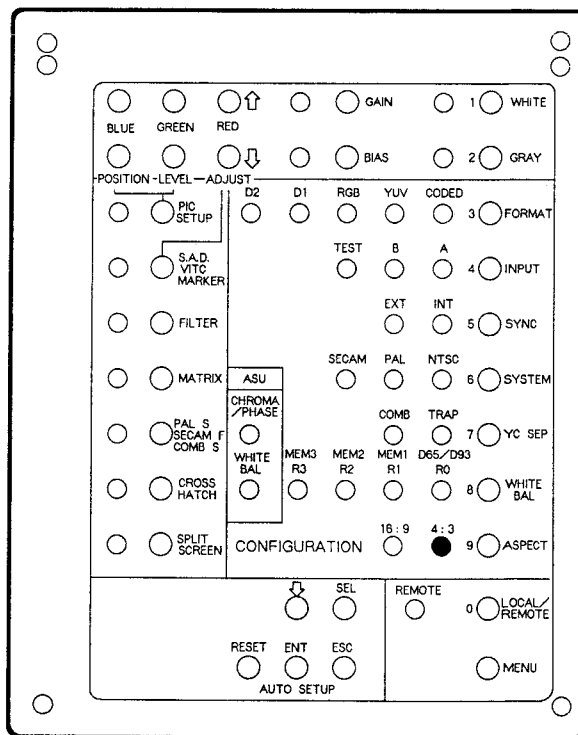 BLUE GREEN RED GAIN 1 WHITE
BIAS 2 GRAY
POSITION - LEVEL - ADJUST
D2 D1 RGB YUV CODED
PIC
SETUP
3 FORMAT
TEST B A
S.A.D.
VITC
MARKER
4 INPUT
EXT INT
FILTER
5 SYNC
SECAM PAL NTSC
MATRIX
ASU
6 SYSTEM
CHROMA
/PHASE
PAL S
SECAM F
COMB S
COMB TRAP
7 YC SEP
WHITE
BAL
MEM3 MEM2 MEM1 D65/D93
R3 R2 R1 R0
CROSS
HATCH
8 WHITE
BAL
16:9 4:3
SPLIT
SCREEN
CONFIGURATION
9 ASPECT
SEL
REMOTE
0 LOCAL/
REMOTE
RESET ENT ESC
MENU
AUTO SETUP